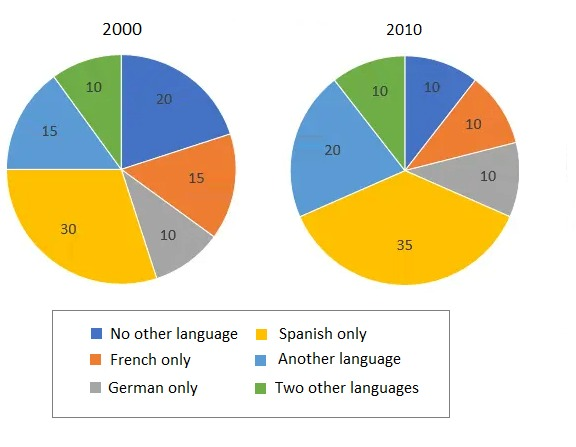 2000
2010
10
20
15
15
30
10
10
10
10
20
10
35
No other language
Spanish only
French only
Another language
German only
Two other languages